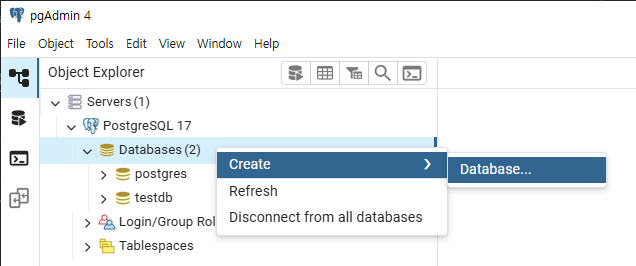 pgAdmin 4
File Object Tools Edit View Window Help
Object Explorer
Servers (1)
PostgreSQL 17
Databases (2)
Create
Database...
postgres
Refresh
testdb
Disconnect from all databases
Login/Group Rol
Tablespaces